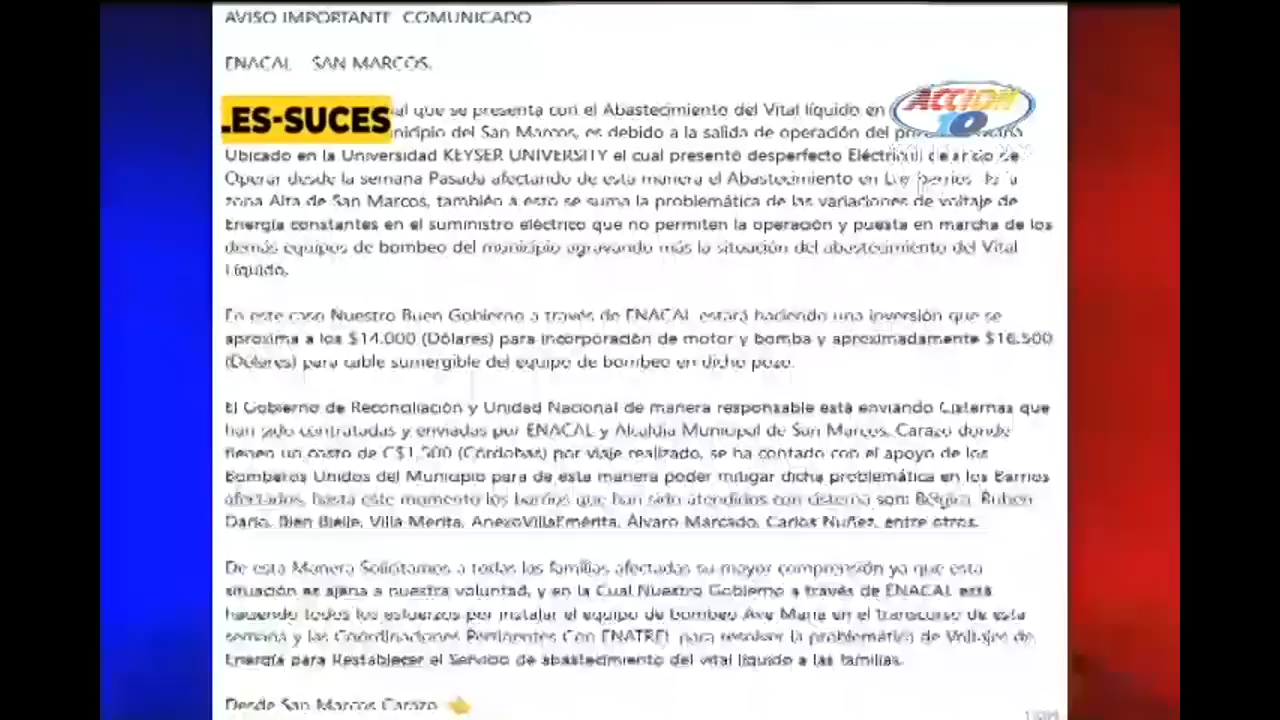 AVISO IMPORTANTE COMUNICADO
ENACAL SAN MARCOS.
.ES-SUCES
ACCION 10
que se presenta con el Abastecimiento del Vital líquido en
del San Marcos, es debido a la salida de operación del
Ubicado en la Universidad KEYSER UNIVERSITY el cual presentó desperfecto de
Operar desde la semana Pasada afectando de esta manera el Abastecimiento en
zona Alta de San Marcos, también a esto se suma la problemática de las variaciones de voltaje de
Energía constantes en el suministro eléctrico que no permiten la operación y puesta en marcha de los
demás equipos de bombeo del municipio agravando más la situación del abastecimiento del Vital
Líquido.
En este caso Nuestro Buen Gobierno a través de ENACAL estará haciendo una inversión que se
aproxima a los $14.000 (Dólares) para incorporación de motor y bomba y aproximadamente $16.500
(Dólares) para cable sumergible del equipo de bombeo en dicho pozo.
El Gobierno de Reconciliación y Unidad Nacional de manera responsable está enviando Cisternas que
han sido contratadas y enviadas por ENACAL y Alcaldía Municipal de San Marcos, Carazo donde
tienen un costo de C$1,500 (Córdobas) por viaje realizado, se ha contado con el apoyo de los
Bomberos Unidos del Municipio para de esta manera poder mitigar dicha problemática en los Barrios
afectados, hasta este momento los barrios que han sido atendidos con cisterna son: Bélgica, Rubén
Darío, Villa Merita, Álvaro Marcado, Carlos Nuñez, entre otros.
De esta Manera Solicitamos a todas las familias afectadas su mayor comprensión ya que esta
situación es ajena a nuestra voluntad, y en la Cual Nuestro Gobierno a través de ENACAL está
haciendo todos los esfuerzos por instalar el equipo de bombeo Ave María en el transcurso de esta
semana y las Coordinaciones Pertinentes Con ENATREL para resolver la problemática de Voltajes de
Energía para Restablecer el Servicio de abastecimiento del vital líquido a las familias.
Desde San Marcos Carazo